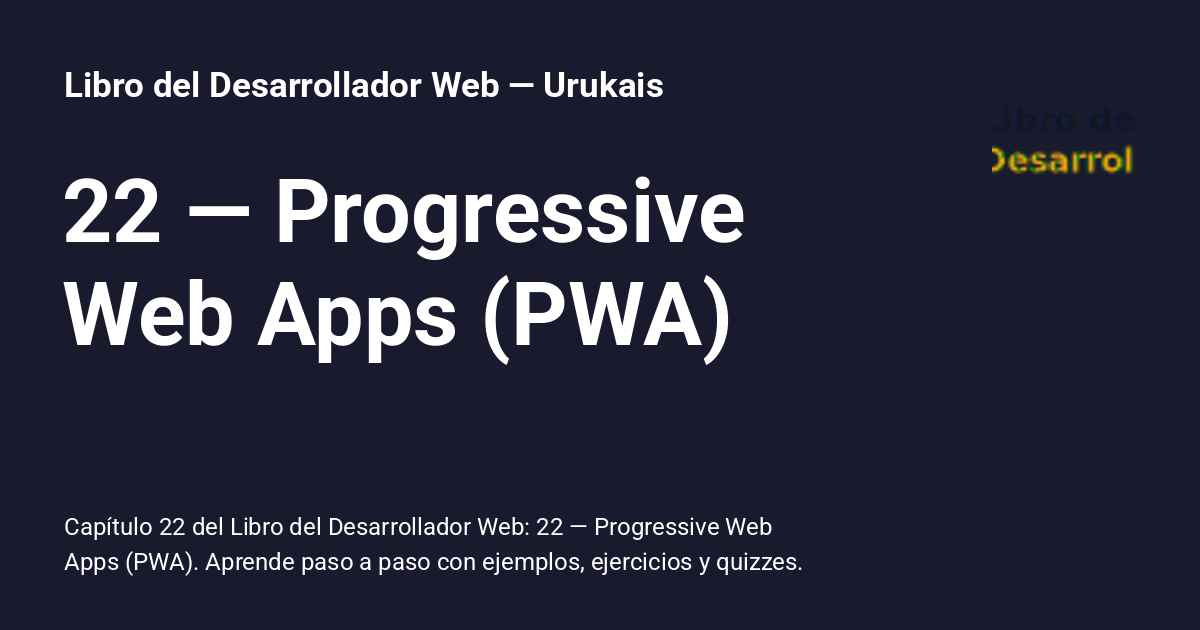 Libro del Desarrollador Web — Urukais
ibro de
Desarrol
22 — Progressive
Web Apps (PWA)
Capítulo 22 del Libro del Desarrollador Web: 22 — Progressive Web
Apps (PWA). Aprende paso a paso con ejemplos, ejercicios y quizzes.